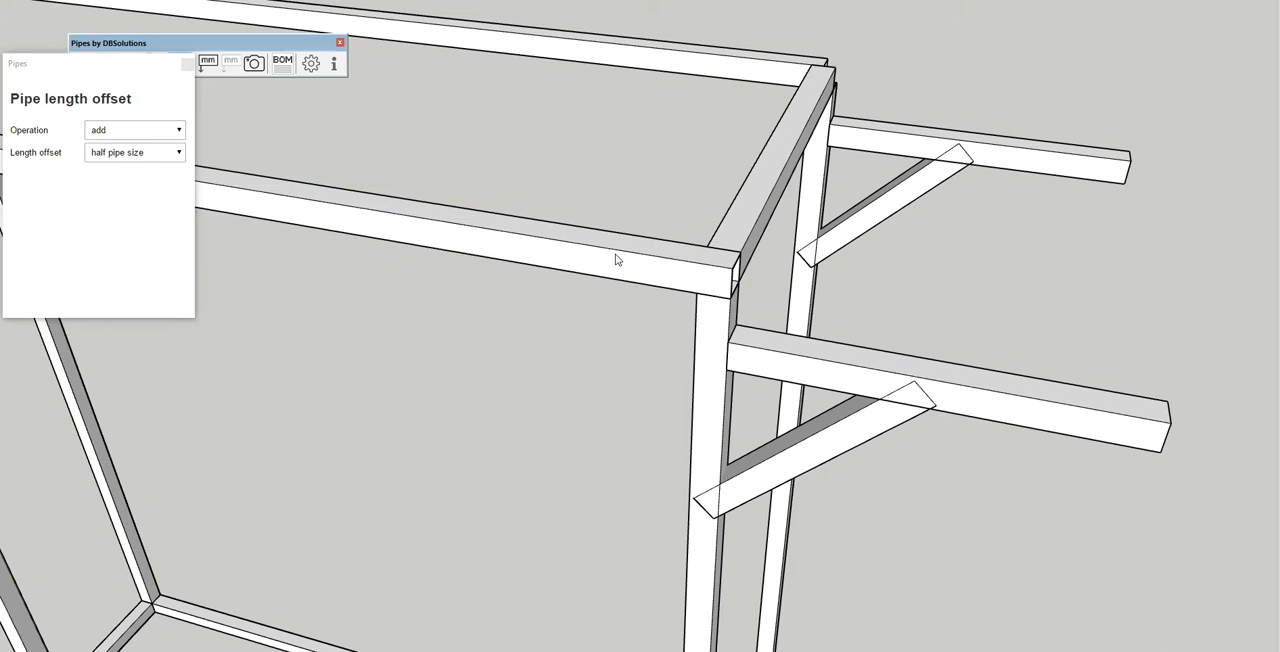 Pipes by DBSolutions
mm mm BOM
Pipes
Pipe length offset
Operation add
Length offset half pipe size